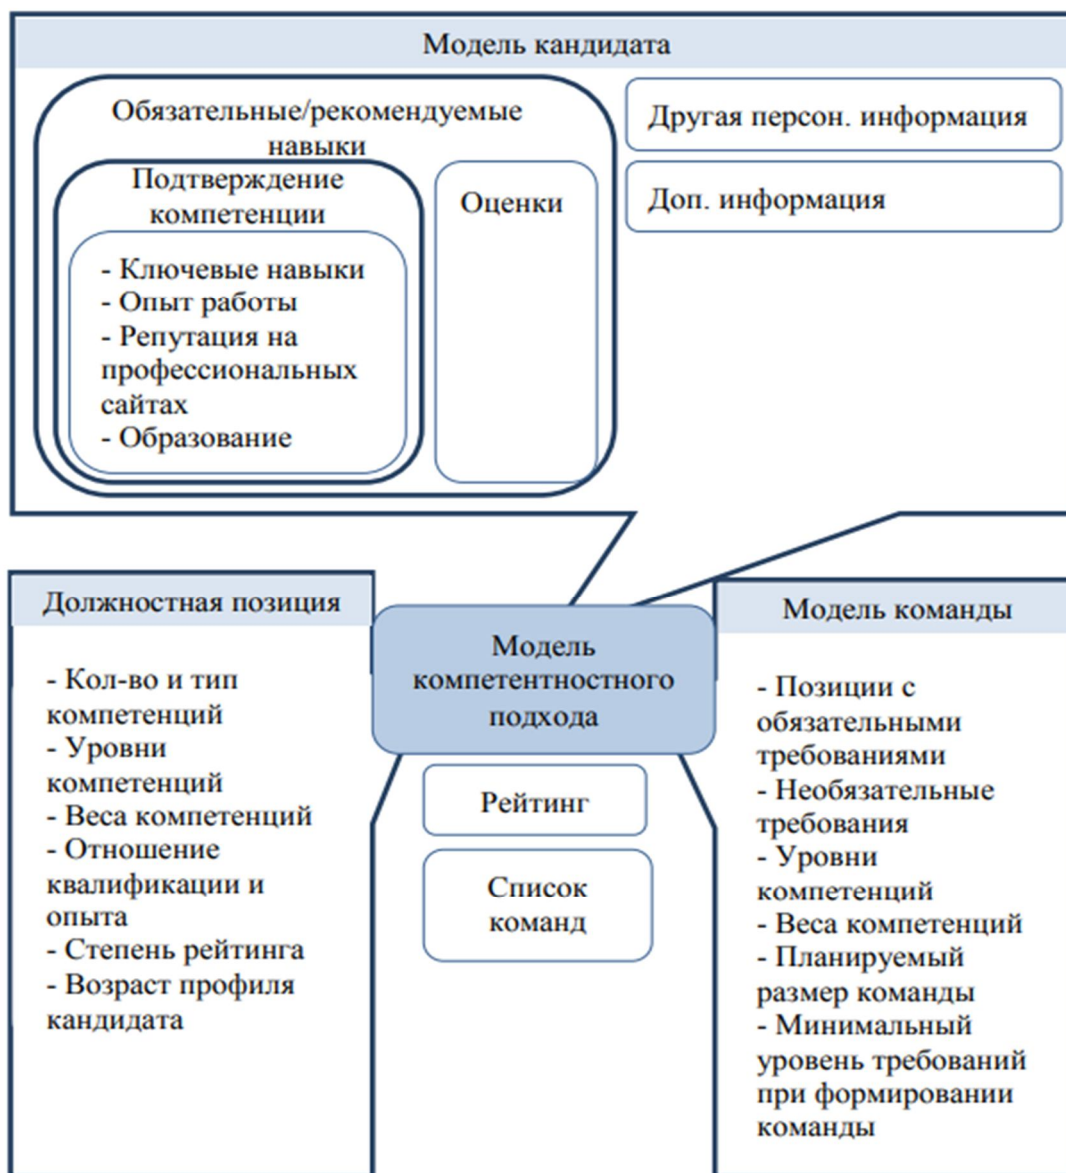 Модель кандидата
Обязательные/рекомендуемые
навыки
Подтверждение
компетенции
- Ключевые навыки
- Опыт работы
- Репутация на
профессиональных
сайтах
- Образование
Оценки
Другая персон. информация
Доп. информация
Должностная позиция
- Кол-во и тип
компетенций
- Уровни
компетенций
- Веса компетенций
- Отношение
квалификации и
опыта
- Степень рейтинга
- Возраст профиля
кандидата
Модель
компетентностного
подхода
Рейтинг
Список
команд
Модель команды
- Позиции с
обязательными
требованиями
- Необязательные
требования
- Уровни
компетенций
- Веса компетенций
- Планируемый
размер команды
- Минимальный
уровень требований
при формировании
команды